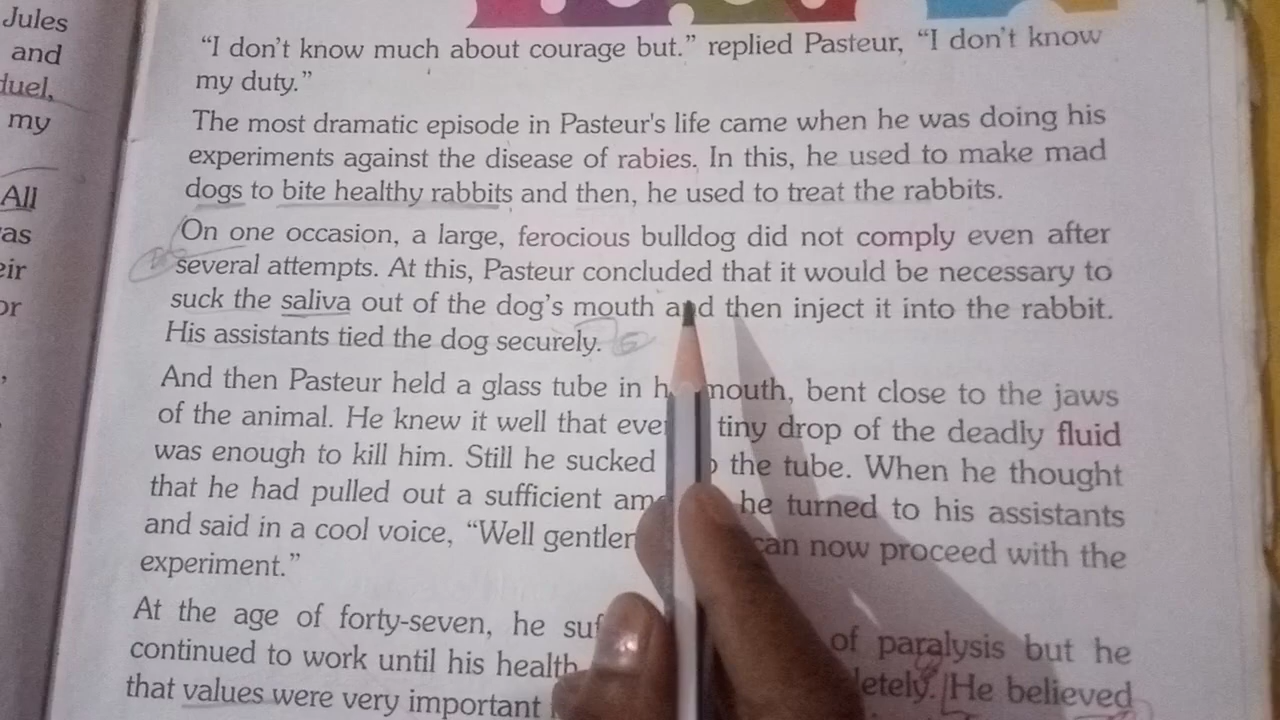 Jules
and
duel,
my
All
as
eir
or
"I don't know much about courage but." replied Pasteur, "I don't know
my duty."
The most dramatic episode in Pasteur's life came when he was doing his
experiments against the disease of rabies. In this, he used to make mad
dogs to bite healthy rabbits and then, he used to treat the rabbits.
On one occasion, a large, ferocious bulldog did not comply even after
several attempts. At this, Pasteur concluded that it would be necessary to
suck the saliva out of the dog's mouth and then inject it into the rabbit.
His assistants tied the dog securely.
And then Pasteur held a glass tube in mouth, bent close to the jaws
of the animal. He knew it well that tiny drop of the deadly fluid
was enough to kill him. Still he sucked the tube. When he thought
that he had pulled out a sufficient he turned to his assistants
and said in a cool voice, "Well can now proceed with the
experiment."
At the age of forty-seven, he of paralysis but he
continued to work until his health He believed
that values were very important